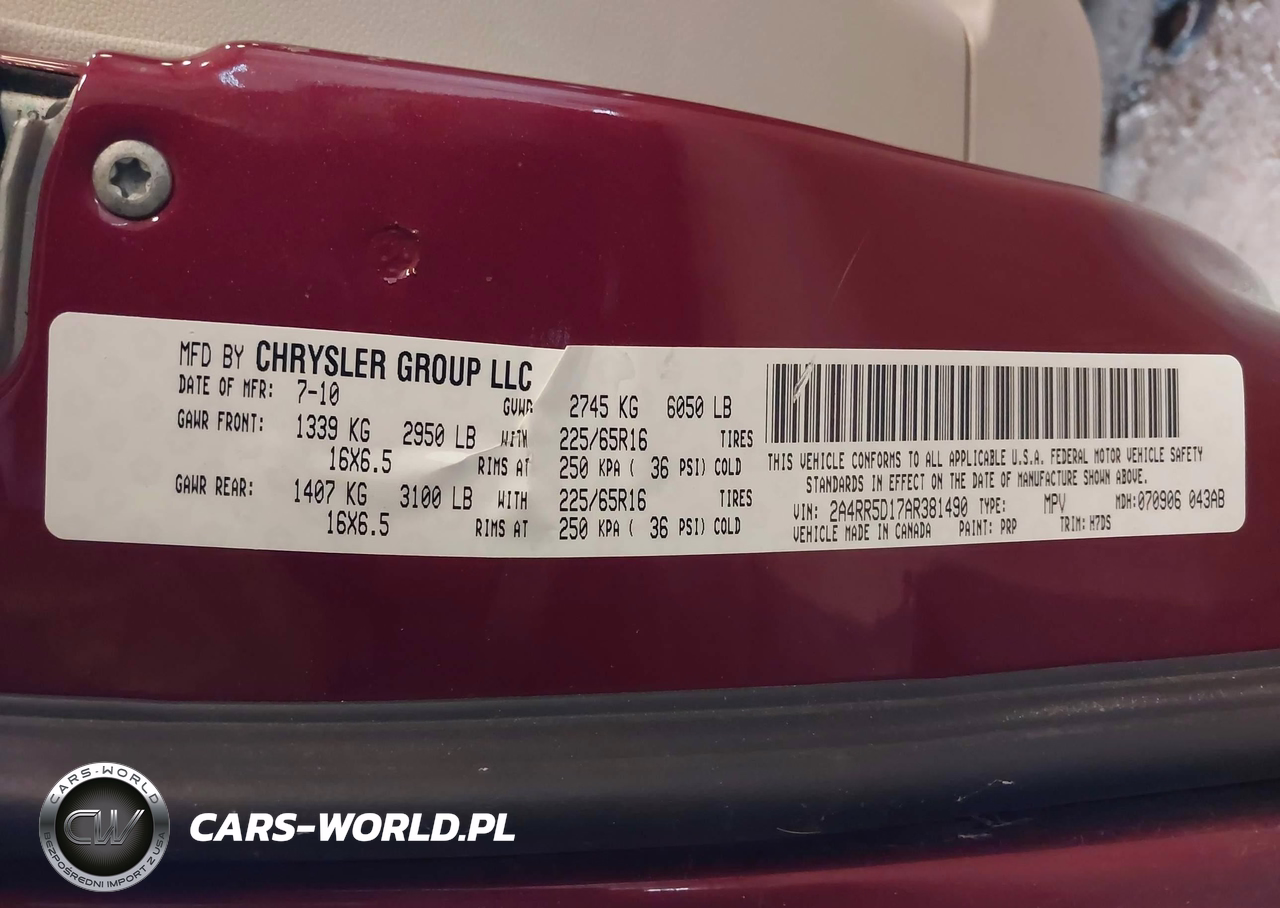 MFD BY CHRYSLER GROUP LLC
DATE OF MFR: 7-10 GVWR 2745 KG 6050 LB
GAWR FRONT: 1339 KG 2950 LB WITH 225/65R16 TIRES
16X6.5 RIMS AT 250 KPA ( 36 PSI) COLD
GAWR REAR: 1407 KG 3100 LB WITH 225/65R16 TIRES
16X6.5 RIMS AT 250 KPA ( 36 PSI) COLD
THIS VEHICLE CONFORMS TO ALL APPLICABLE U.S.A. FEDERAL MOTOR VEHICLE SAFETY
STANDARDS IN EFFECT ON THE DATE OF MANUFACTURE SHOWN ABOVE.
VIN: 2A4RR5D17AR381490 TYPE: MPV MDH:070906 043AB
VEHICLE MADE IN CANADA PAINT: PRP TRIM: H7DS
CARS-WORLD
CW
BEZPOŚREDNI IMPORT Z USA
CARS-WORLD.PL